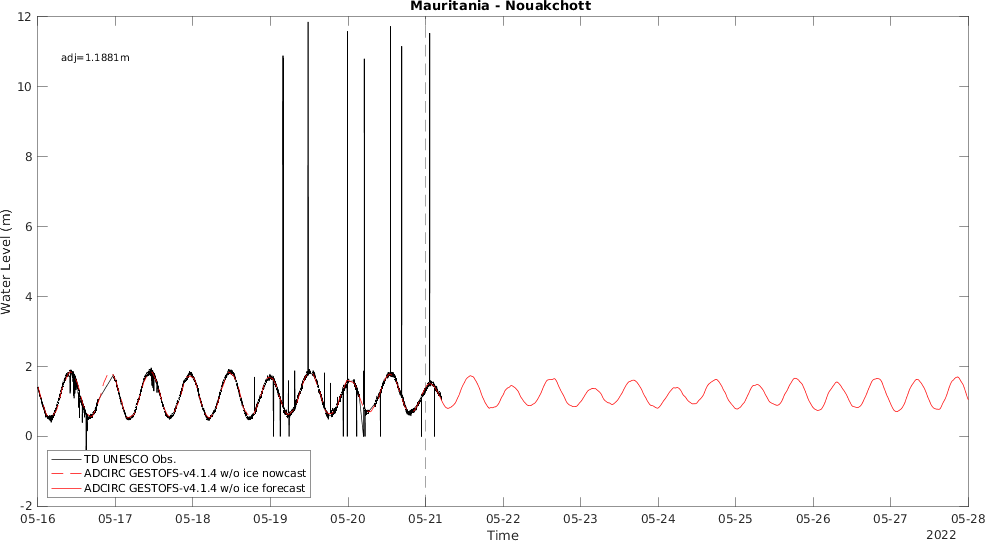 Mauritania - Nouakchott
12
10
8
6
4
2
0
-2
Water Level (m)
adj=1.1881m
TD UNESCO Obs.
ADCIRC GESTOFS-v4.1.4 w/o ice nowcast
ADCIRC GESTOFS-v4.1.4 w/o ice forecast
05-16 05-17 05-18 05-19 05-20 05-21 05-22 05-23 05-24 05-25 05-26 05-27 05-28
Time
2022